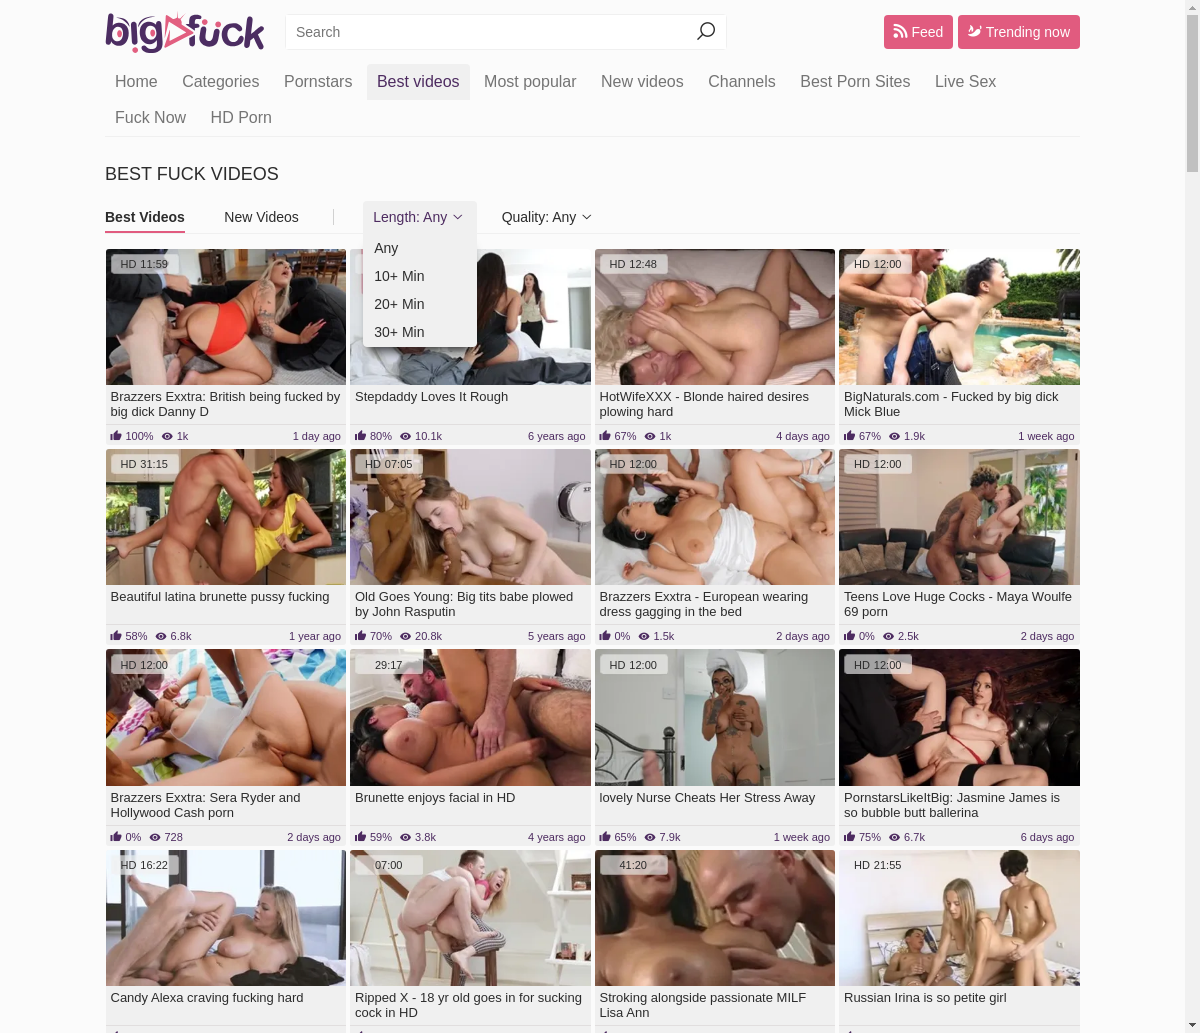 bigfuck
Search
Feed
Trending now
Home Categories Pornstars Best videos Most popular New videos Channels Best Porn Sites Live Sex
Fuck Now HD Porn
BEST FUCK VIDEOS
Best Videos New Videos Length: Any Quality: Any
Any
10+ Min
20+ Min
30+ Min
HD 11:59
HD 12:48
HD 12:00
Brazzers Exxtra: British being fucked by
big dick Danny D
100% 1k 1 day ago
Stepdaddy Loves It Rough
80% 10.1k 6 years ago
HotWifeXXX - Blonde haired desires
plowing hard
67% 1k 4 days ago
BigNaturals.com - Fucked by big dick
Mick Blue
67% 1.9k 1 week ago
HD 31:15
HD 07:05
HD 12:00
HD 12:00
Beautiful latina brunette pussy fucking
58% 6.8k 1 year ago
Old Goes Young: Big tits babe plowed
by John Rasputin
70% 20.8k 5 years ago
Brazzers Exxtra - European wearing
dress gagging in the bed
0% 1.5k 2 days ago
Teens Love Huge Cocks - Maya Woulfe
69 porn
0% 2.5k 2 days ago
HD 12:00
29:17
HD 12:00
HD 12:00
Brazzers Exxtra: Sera Ryder and
Hollywood Cash porn
0% 728 2 days ago
Brunette enjoys facial in HD
59% 3.8k 4 years ago
lovely Nurse Cheats Her Stress Away
65% 7.9k 1 week ago
PornstarsLikeItBig: Jasmine James is
so bubble butt ballerina
75% 6.7k 6 days ago
HD 16:22
07:00
41:20
HD 21:55
Candy Alexa craving fucking hard
Ripped X - 18 yr old goes in for sucking
cock in HD
Stroking alongside passionate MILF
Lisa Ann
Russian Irina is so petite girl